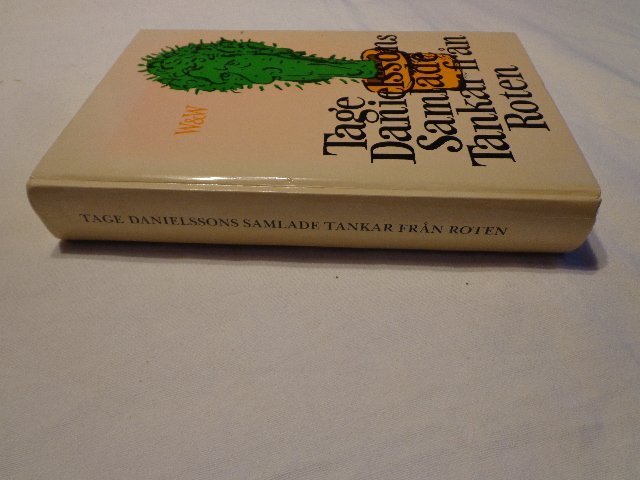 Tage
Danielssons
Samlade
Tankar från
Roten
W&W
TAGE DANIELSSONS SAMLADE TANKAR FRÅN ROTEN